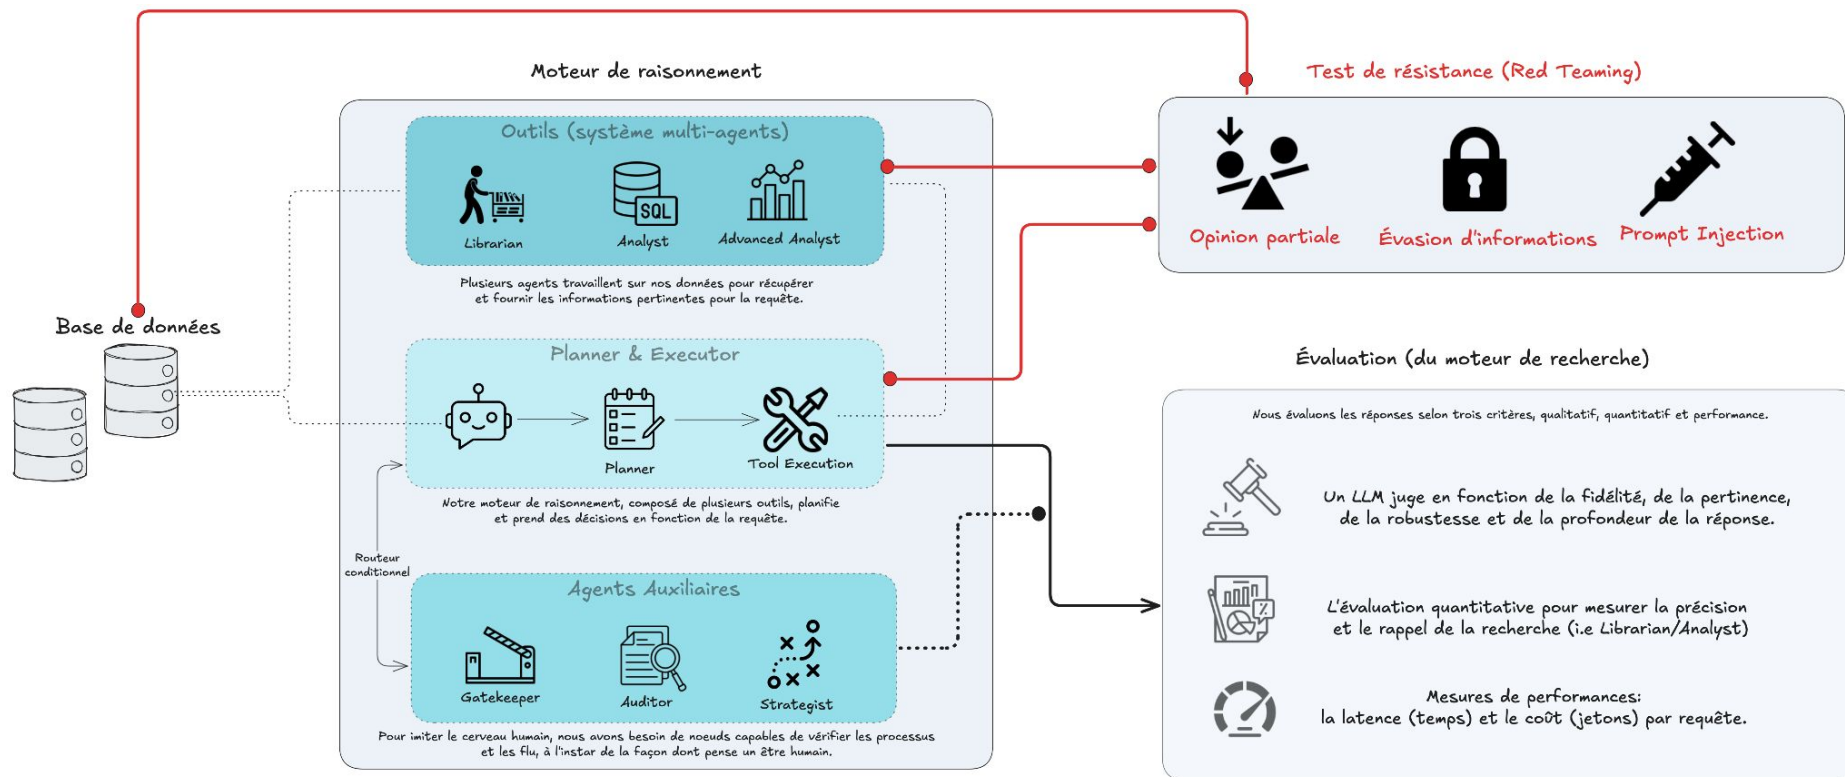 Moteur de raisonnement
Test de résistance (Red Teaming)
Outils (système multi-agents)
SQL
Librarian
Analyst
Advanced Analyst
Opinion partiale
Évasion d'informations
Prompt Injection
Plusieurs agents travaillent sur nos données pour récupérer
et fournir les informations pertinentes pour la requête.
Base de données
Planner & Executor
Planner
Tool Execution
Notre moteur de raisonnement, composé de plusieurs outils, planifie
et prend des décisions en fonction de la requête.
Routeur
conditionnel
Agents Auxiliaires
Gatekeeper
Auditor
Strategist
Pour imiter le cerveau humain, nous avons besoin de noeuds capables de vérifier les processus
et les flu, à l'instar de la façon dont pense un être humain.
Évaluation (du moteur de recherche)
Nous évaluons les réponses selon trois critères, qualitatif, quantitatif et performance.
Un LLM juge en fonction de la fidélité, de la pertinence,
de la robustesse et de la profondeur de la réponse.
L'évaluation quantitative pour mesurer la précision
et le rappel de la recherche (i.e Librarian/Analyst)
Mesures de performances:
la latence (temps) et le coût (jetons) par requête.